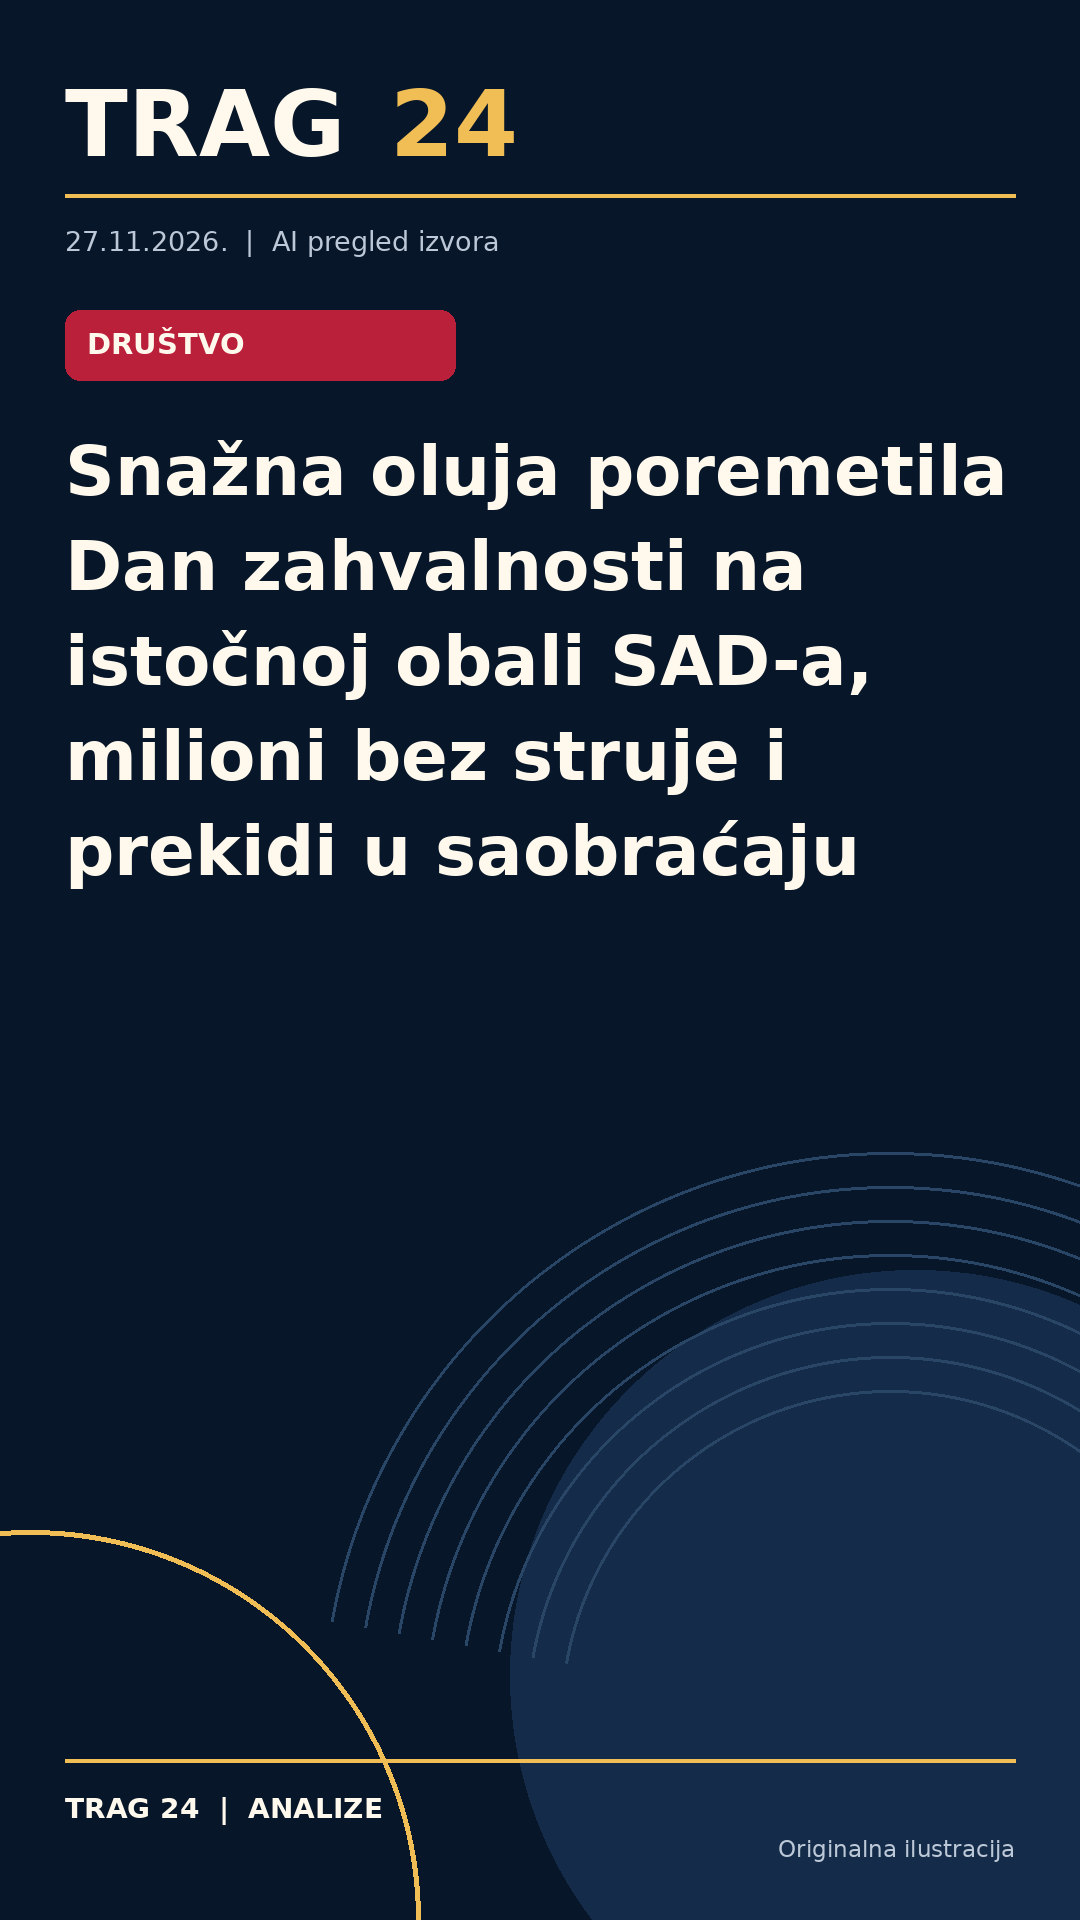 TRAG 24
27.11.2026. | AI pregled izvora
DRUŠTVO
Snažna oluja poremetila
Dan zahvalnosti na
istočnoj obali SAD-a,
milioni bez struje i
prekidi u saobraćaju
TRAG 24 | ANALIZE
Originalna ilustracija